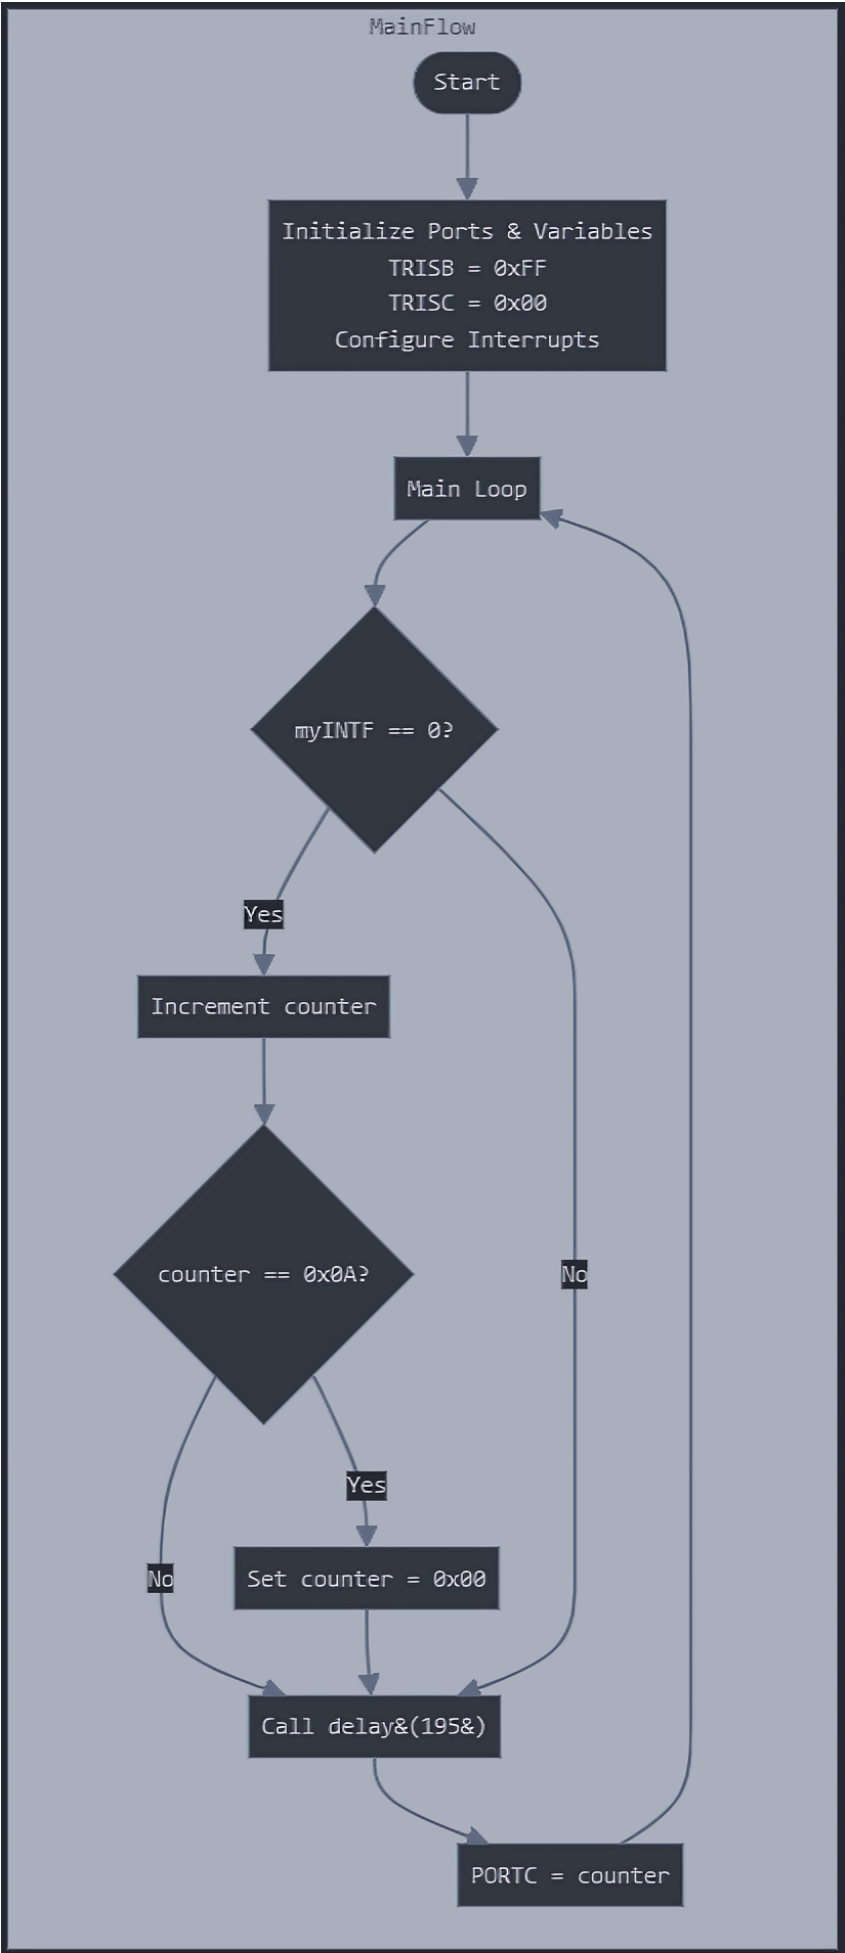 MainFlow
Start
Initialize Ports & Variables
TRISB = 0xFF
TRISC = 0x00
Configure Interrupts
Main Loop
myINTF == 0?
Yes
Increment counter
counter == 0x0A?
No
Yes
No
Set counter = 0x00
Call delay&(195&)
PORTC = counter